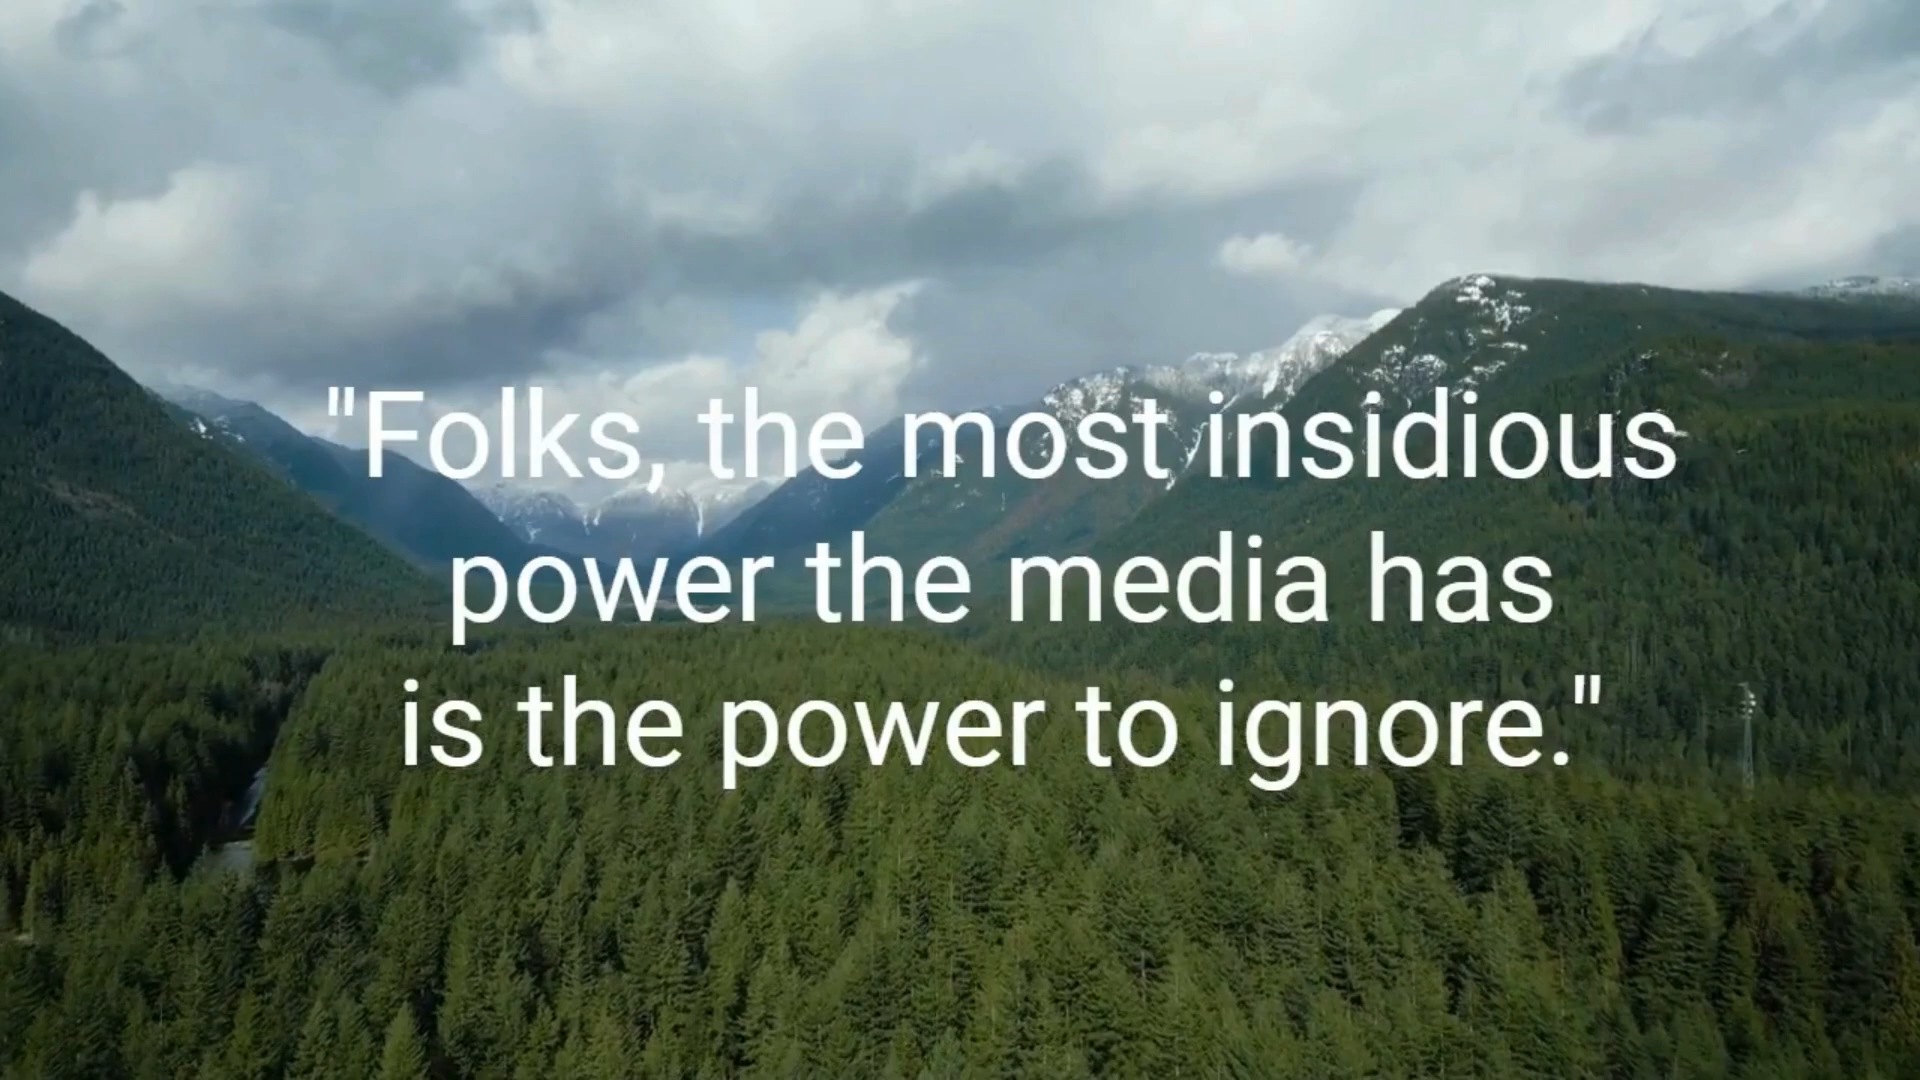 "Folks, the most insidious
power the media has
is the power to ignore."